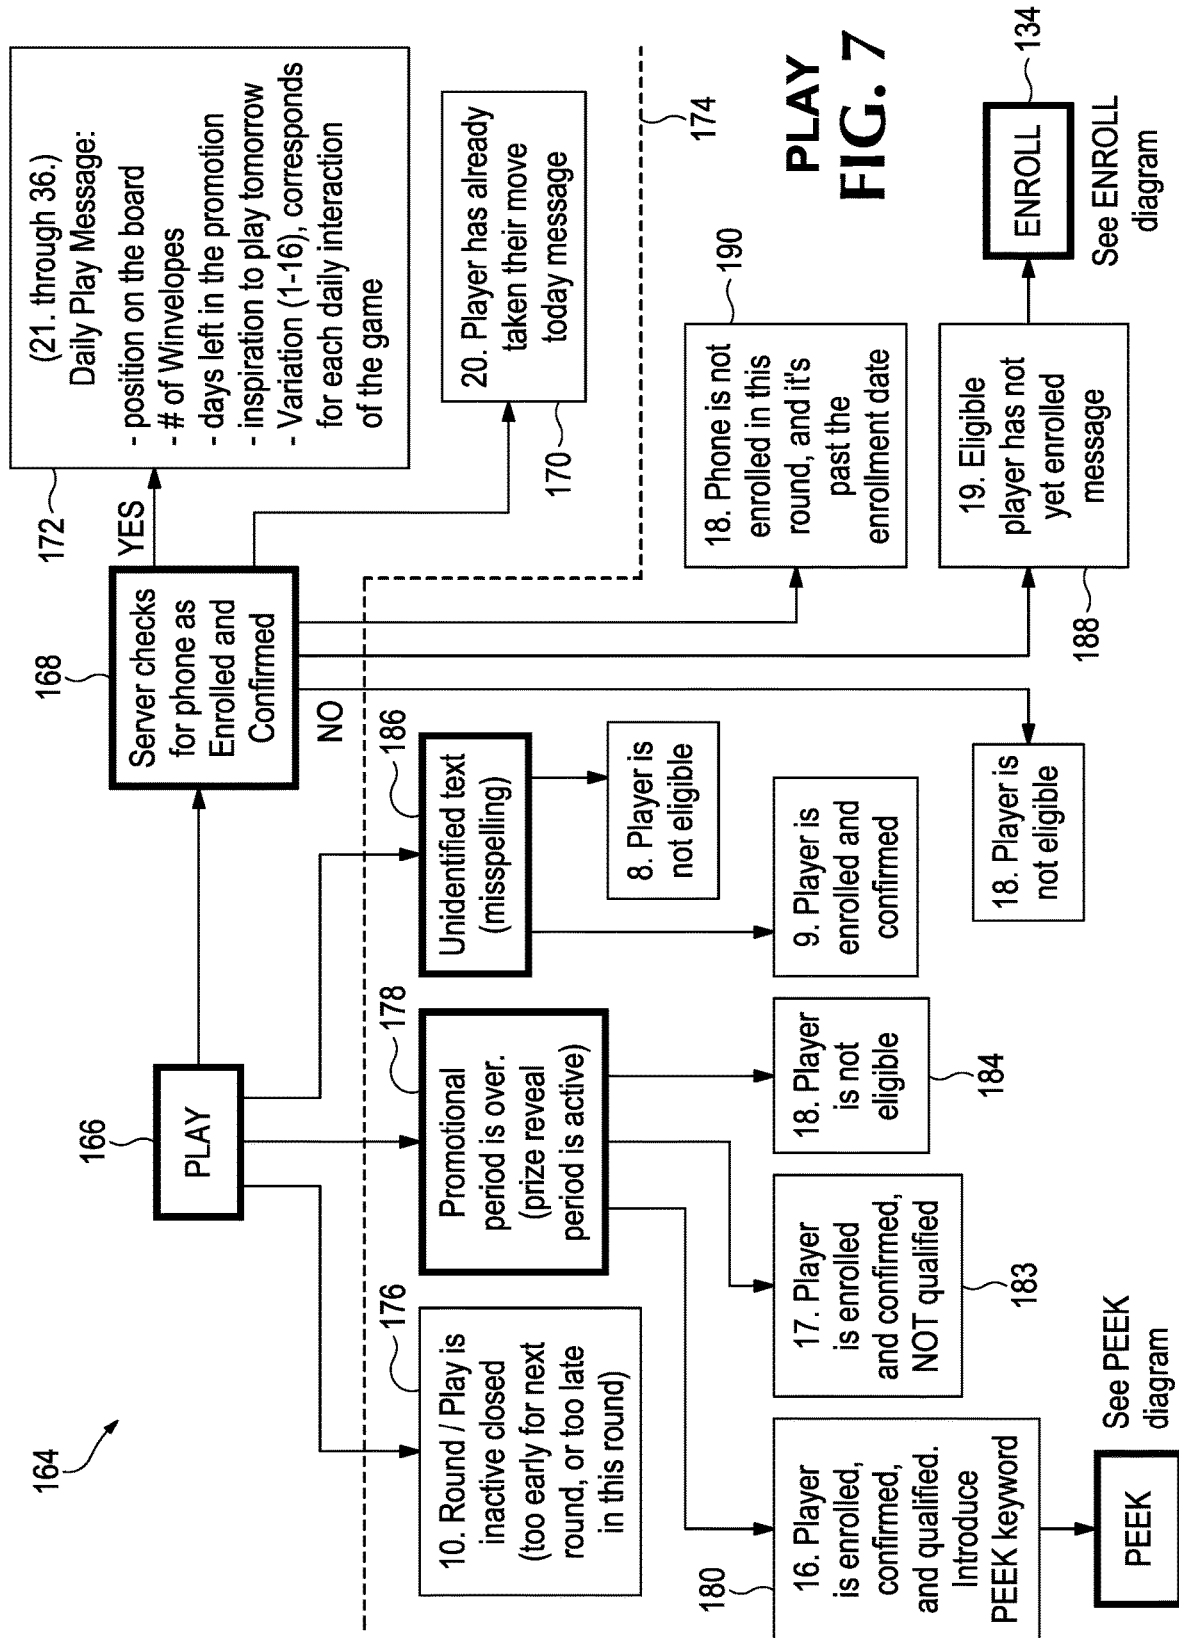 164
166
PLAY
168
Server checks
for phone as
Enrolled and
Confirmed
YES
NO
172
(21. through 36.)
Daily Play Message:
- position on the board
- # of Winvelopes
- days left in the promotion
- inspiration to play tomorrow
- Variation (1-16), corresponds
for each daily interaction
of the game
20. Player has already
taken their move
today message
170
174
176
10. Round / Play is
inactive closed
(too early for next
round, or too late
in this round)
178
Promotional
period is over.
(prize reveal
period is active)
186
Unidentified text
(misspelling)
8. Player is
not eligible
9. Player is
enrolled and
confirmed
180
16. Player
is enrolled,
confirmed,
and qualified.
Introduce
PEEK keyword
17. Player
is enrolled
and confirmed,
NOT qualified
183
18. Player
is not
eligible
184
18. Player is
not eligible
190
18. Phone is not
enrolled in this
round, and it's
past the
enrollment date
19. Eligible
player has not
yet enrolled
message
188
ENROLL
134
See ENROLL
diagram
PEEK
See PEEK
diagram
PLAY
FIG. 7